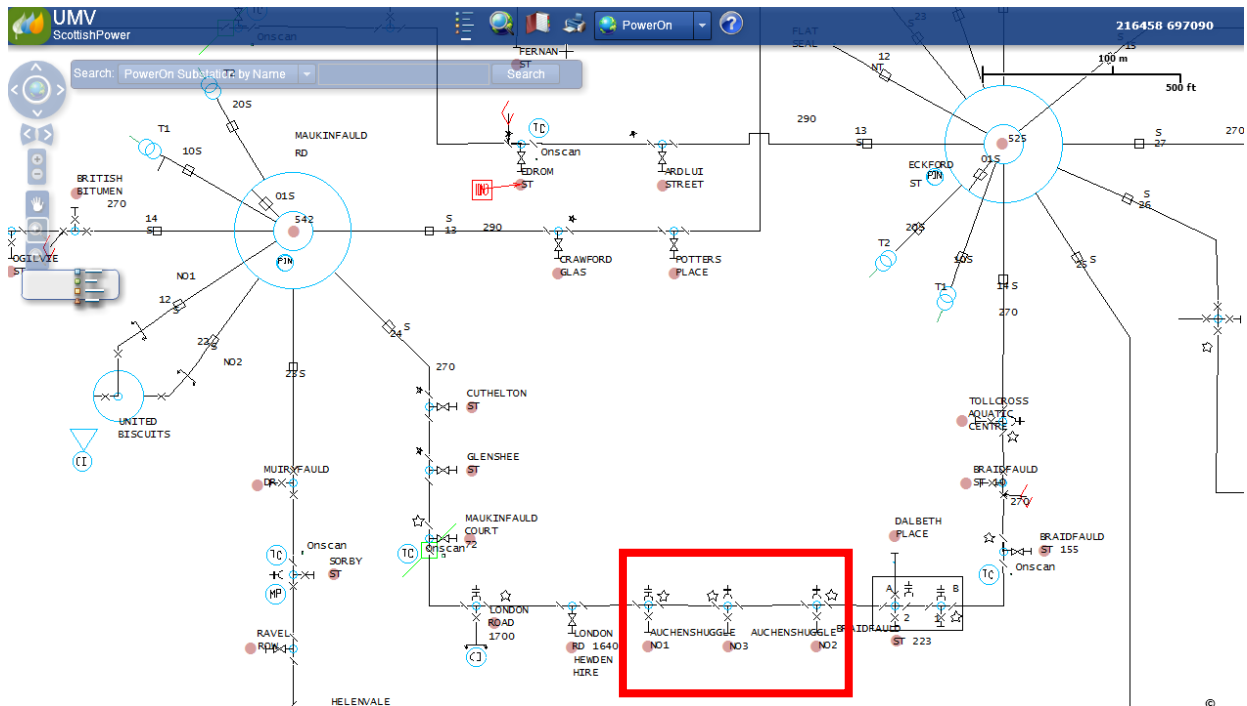 UMV
ScottishPower
PowerOn
?
216458 697090
Search: PowerOn Substation by Name
Search
100 m
500 ft
TC
Onscan
FERNAN
ST
FLAT
SEAL
23
S
1S
12
NT
T2
20S
T1
10S
MAUKINFAULD
RD
01S
542
PIN
BRITISH
BITUMEN
270
14
S
OGILVIE
ST
TC
Onscan
EDROM
ST
ARDLUI
STREET
290
13
S
525
ECKFORD
ST
PIN
01S
S
27
270
S
26
S
13
290
CRAWFORD
GLAS
POTTERS
PLACE
20S
T2
10S
T1
14 S
270
25 S
NO1
12
S
22
S
NO2
23S
24 S
270
UNITED
BISCUITS
CI
CUTHELTON
ST
GLENSHEE
ST
MAUKINFAULD
COURT
72
TC
Onscan
MUIRYFAULD
DR
TC
Onscan
SORBY
ST
MP
RAVEL
ROW
HELENVALE
TOLLCROSS
AQUATIC
CENTRE
BRAIDFAULD
ST 10
270
DALBETH
PLACE
BRAIDFAULD
ST 155
TC
Onscan
LONDON
ROAD
1700
CI
LONDON
RD 1640
HEWDEN
HIRE
AUCHENSHUGGLE
NO1
NO3
AUCHENSHUGGLE
NO2
BRAIDFAULD
ST 223
A
B
2
1
©